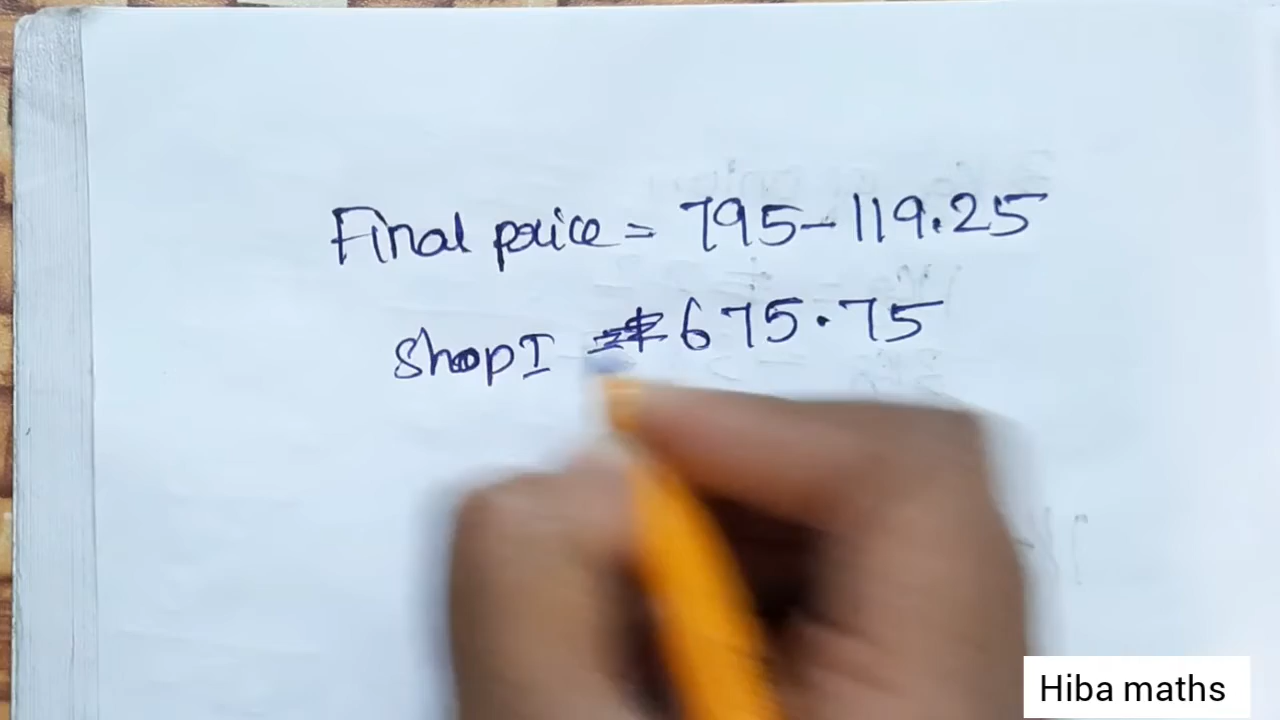 Final price = 795-119.25
Shop I = 675.75
Hiba maths